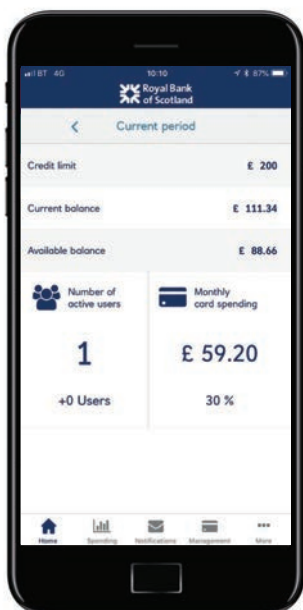 BT 4G 10:10 87%
Royal Bank
of Scotland
Current period
Credit limit £ 200
Current balance £ 111.34
Available balance £ 88.66
Number of
active users
1
+0 Users
Monthly
card spending
£ 59.20
30 %
Home Spending Notifications Management More